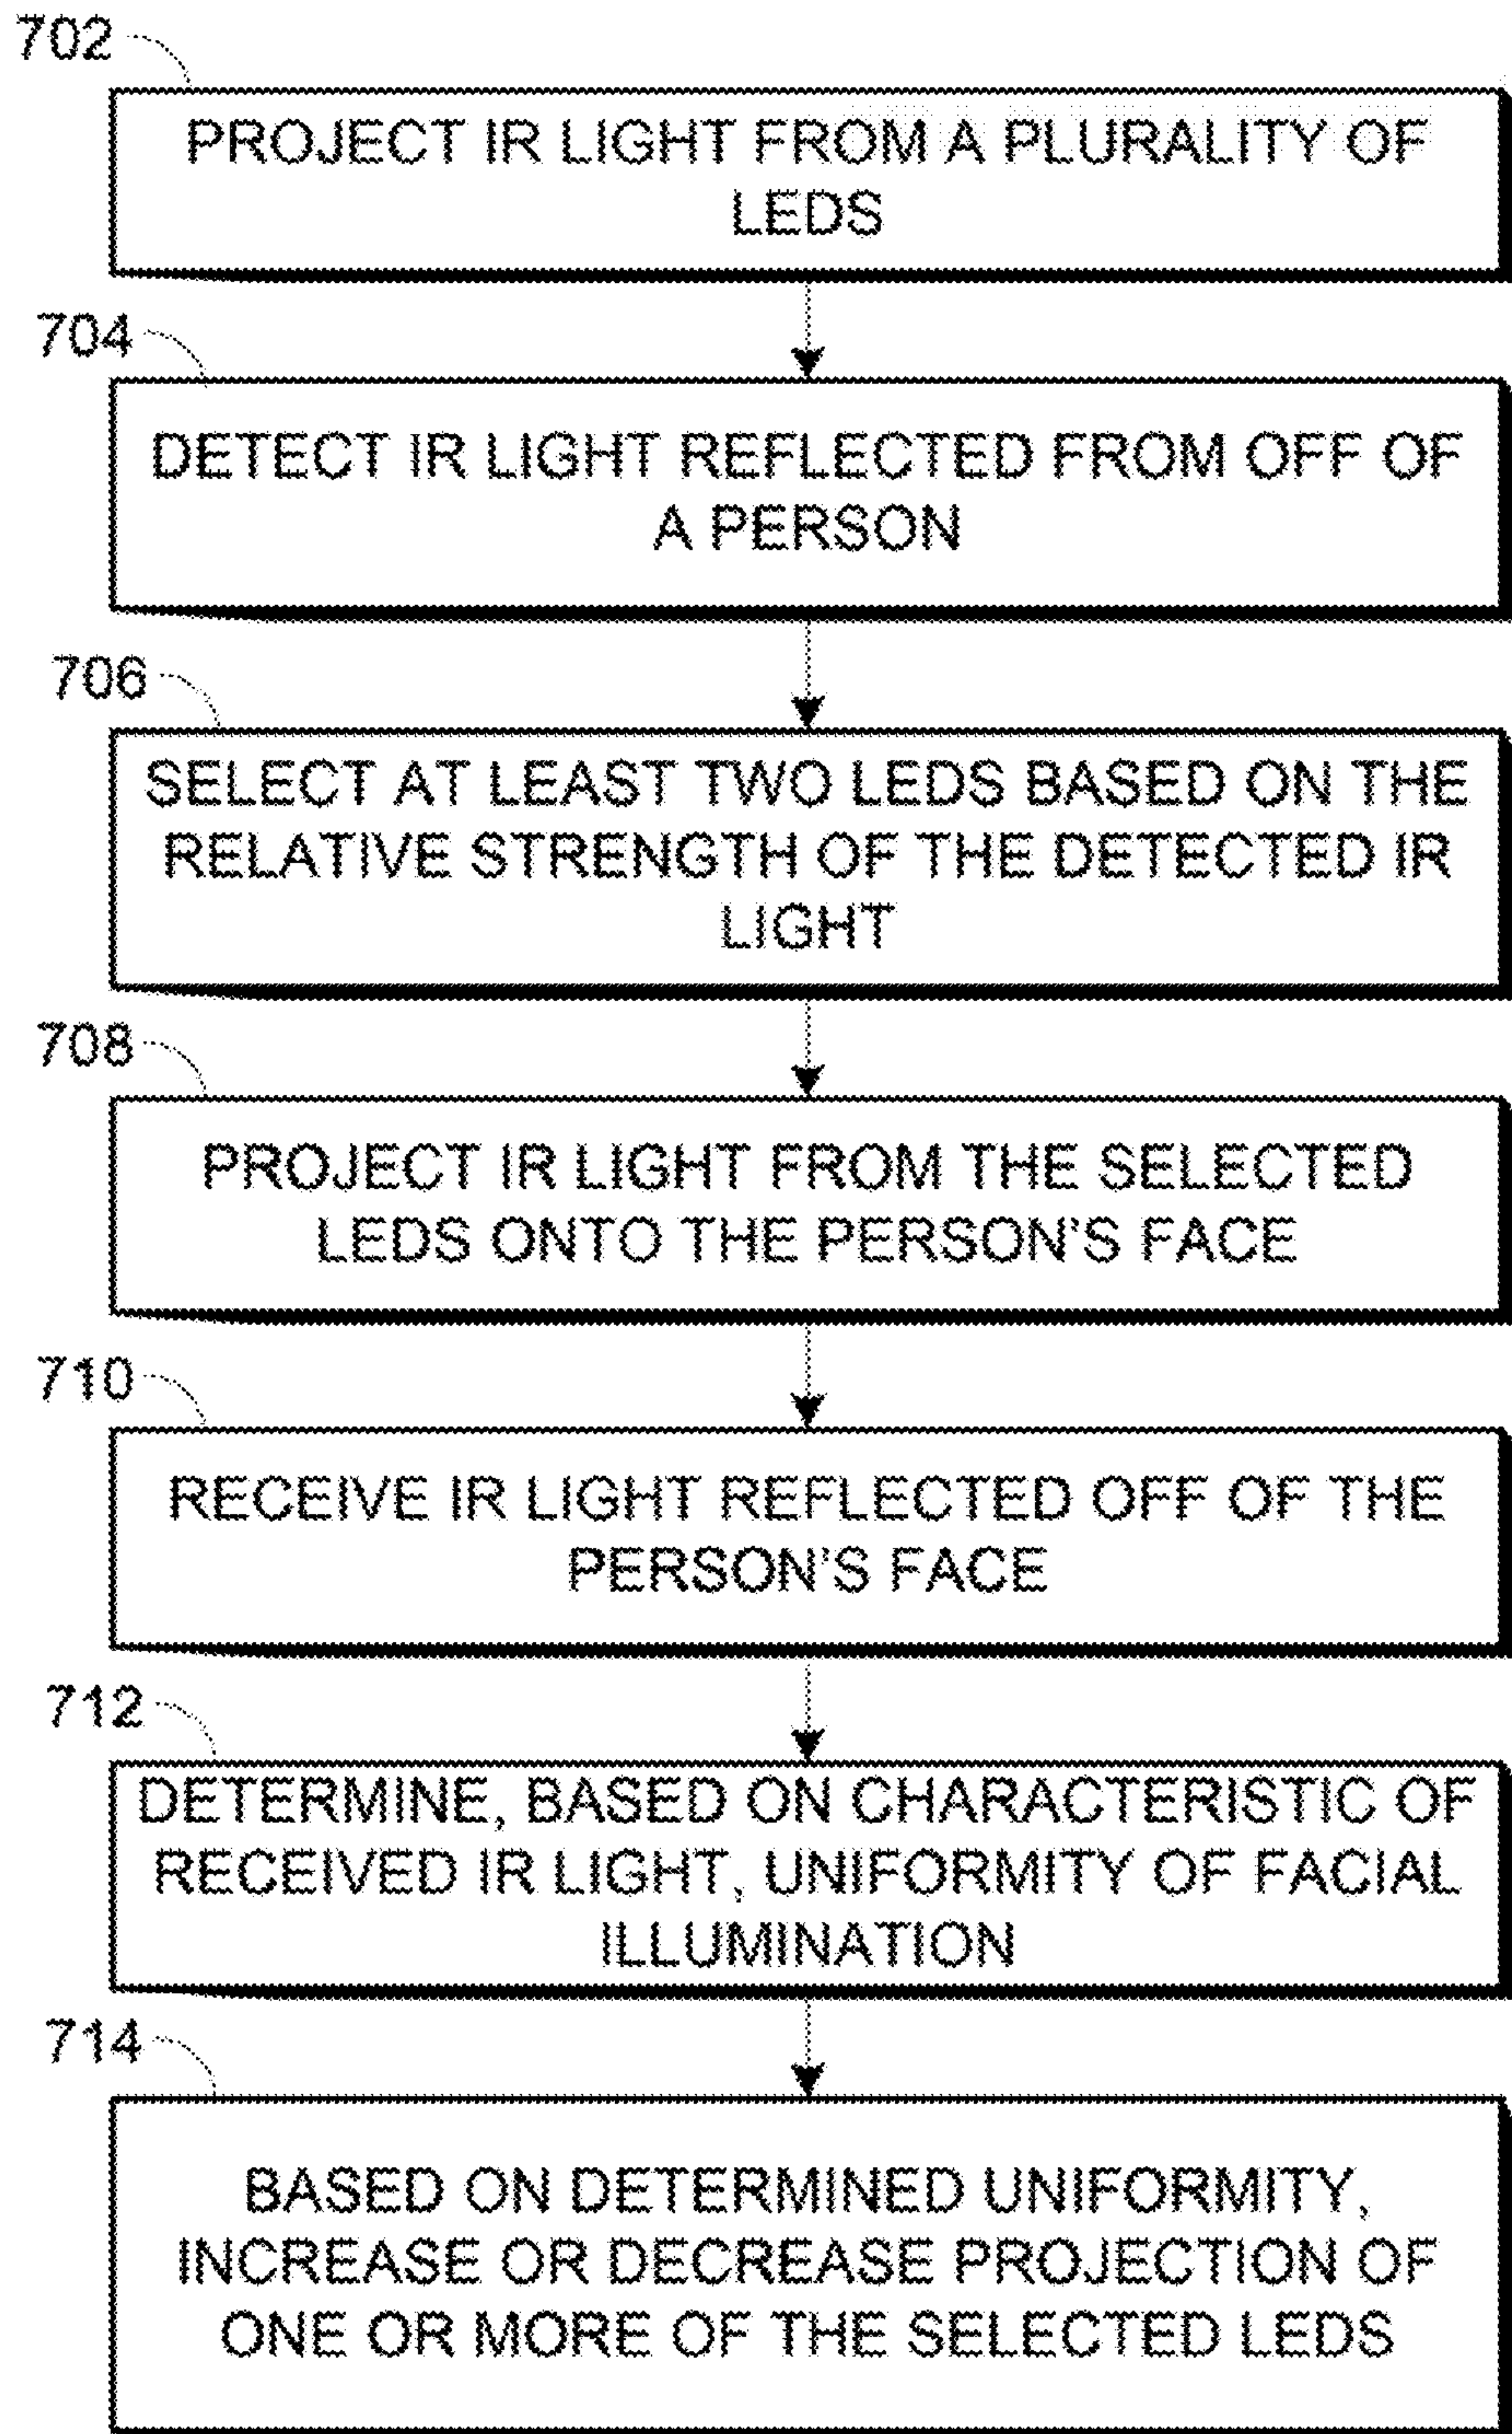 702
PROJECT IR LIGHT FROM A PLURALITY OF
LEDS
704
DETECT IR LIGHT REFLECTED FROM OFF OF
A PERSON
706
SELECT AT LEAST TWO LEDS BASED ON THE
RELATIVE STRENGTH OF THE DETECTED IR
LIGHT
708
PROJECT IR LIGHT FROM THE SELECTED
LEDS ONTO THE PERSON'S FACE
710
RECEIVE IR LIGHT REFLECTED OFF OF THE
PERSON'S FACE
712
DETERMINE, BASED ON CHARACTERISTIC OF
RECEIVED IR LIGHT, UNIFORMITY OF FACIAL
ILLUMINATION
714
BASED ON DETERMINED UNIFORMITY,
INCREASE OR DECREASE PROJECTION OF
ONE OR MORE OF THE SELECTED LEDS